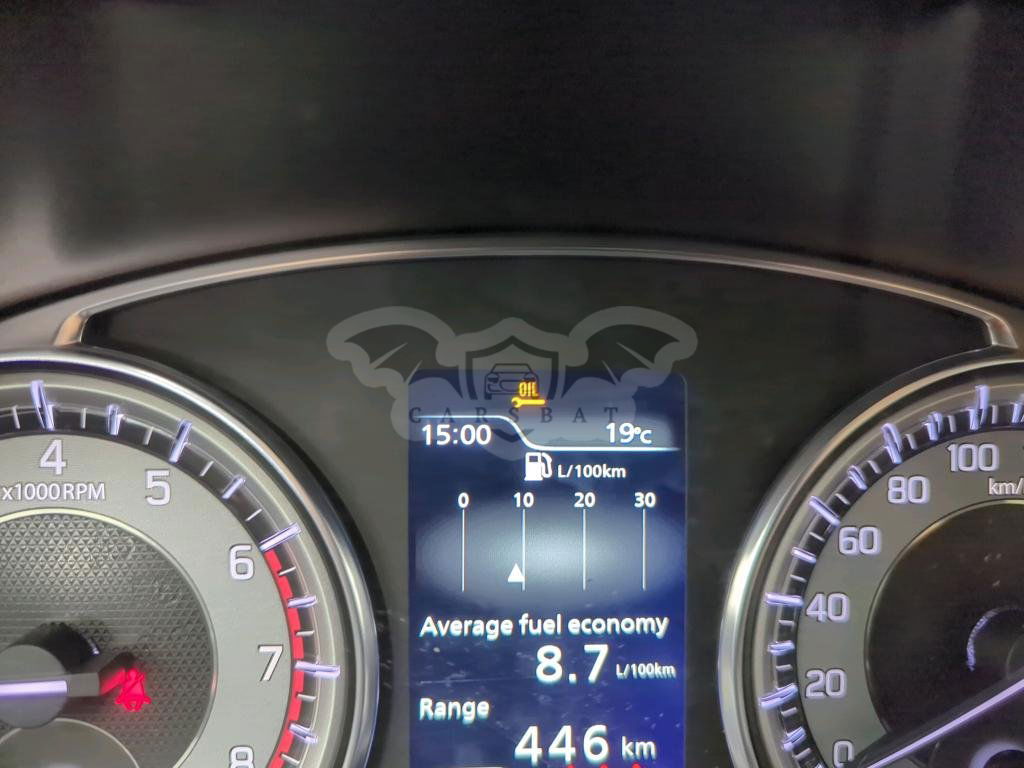 OIL
CARSBAT
15:00 19°C
L/100km
0 10 20 30
Average fuel economy
8.7 L/100km
Range
446 km
4
x1000RPM
5
6
7
8
100
km/
80
60
40
20
0